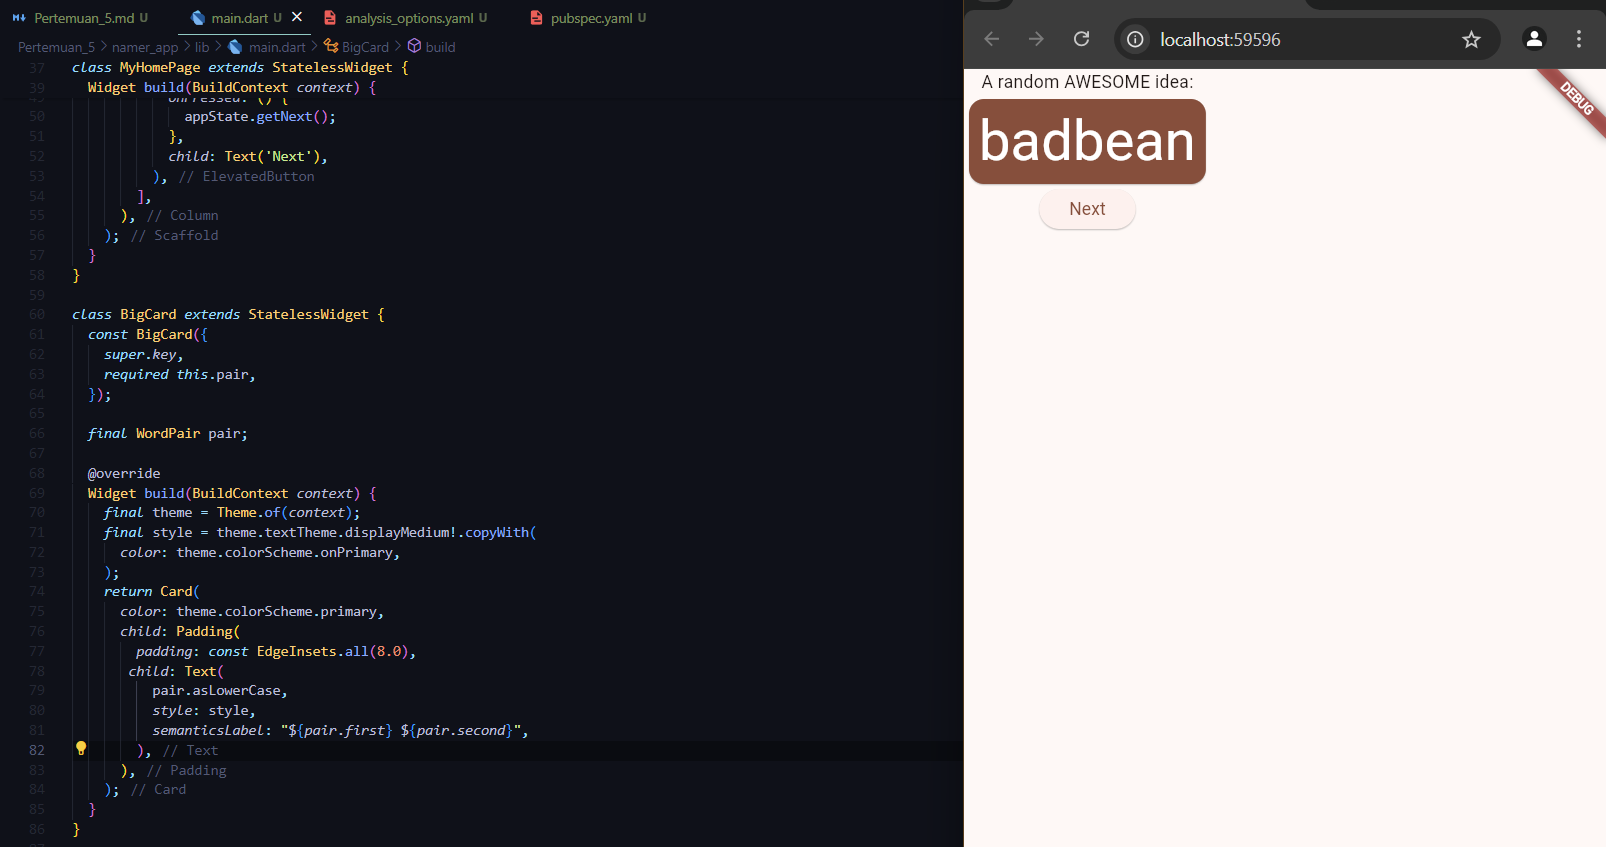 Pertemuan_5.md U
main.dart U
analysis_options.yaml U
pubspec.yaml U
Pertemuan_5 > namer_app > lib > main.dart > BigCard > build
37 class MyHomePage extends StatelessWidget {
39 Widget build(BuildContext context) {
onPressed: () {
50 appState.getNext();
51 },
52 child: Text('Next'),
53 ), // ElevatedButton
54 ],
55 ), // Column
56 ); // Scaffold
57 }
58 }
59
60 class BigCard extends StatelessWidget {
61 const BigCard({
62 super.key,
63 required this.pair,
64 });
65
66 final WordPair pair;
67
68 @override
69 Widget build(BuildContext context) {
70 final theme = Theme.of(context);
71 final style = theme.textTheme.displayMedium!.copyWith(
72 color: theme.colorScheme.onPrimary,
73 );
74 return Card(
75 color: theme.colorScheme.primary,
76 child: Padding(
77 padding: const EdgeInsets.all(8.0),
78 child: Text(
79 pair.asLowerCase,
80 style: style,
81 semanticsLabel: "${pair.first} ${pair.second}",
82 ), // Text
83 ), // Padding
84 ); // Card
85 }
86 }
localhost:59596
A random AWESOME idea:
DEBUG
badbean
Next